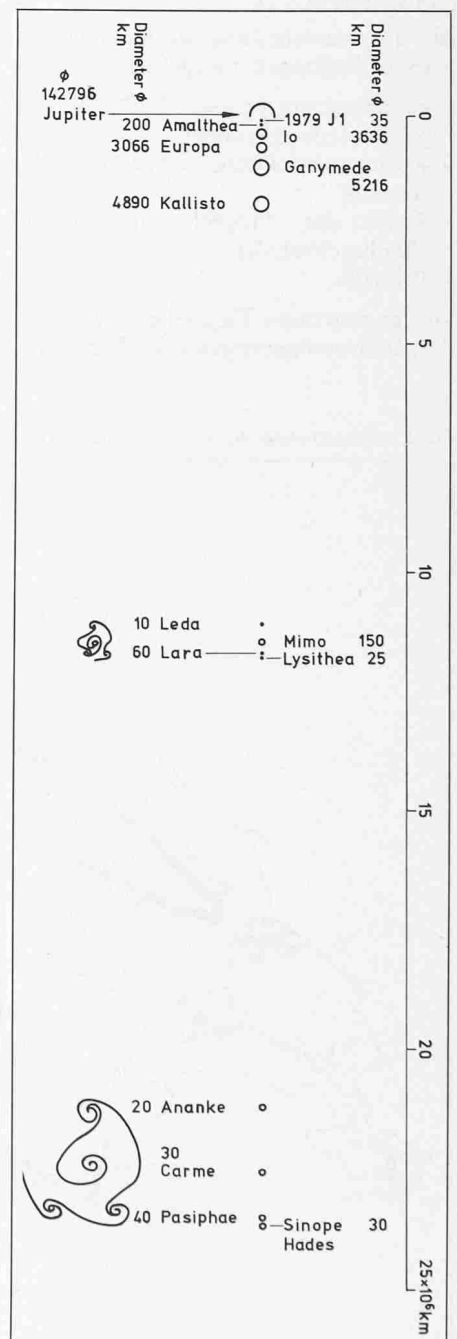 Diameter φ
km
Diameter φ
km
φ
142796
Jupiter
1979 J1 35
200 Amalthea
Io 3636
3066 Europa
Ganymede
5216
4890 Kallisto
0
5
10
15
20
25×10⁶km
10 Leda
Mimo 150
60 Lara
Lysithea 25
20 Ananke
30
Carme
40 Pasiphae
Sinope 30
Hades